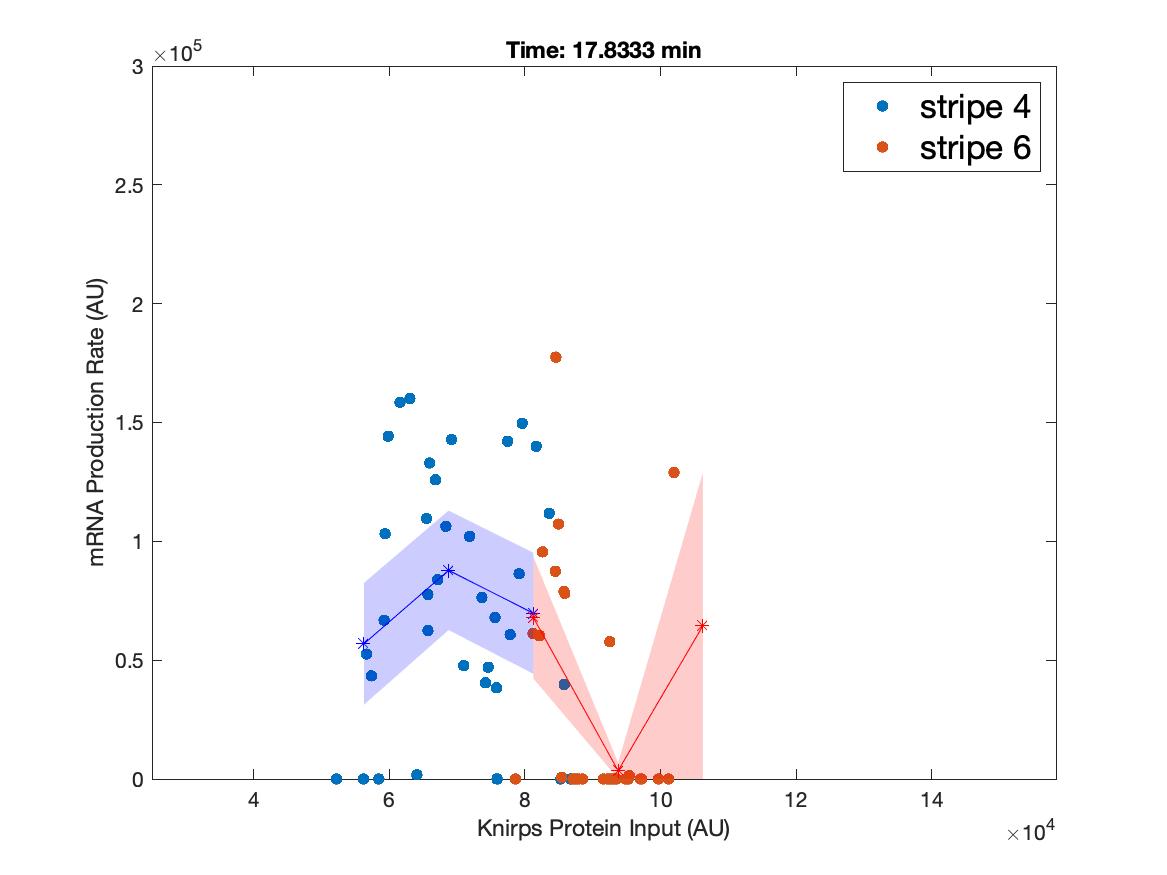 Time: 17.8333 min
×10^5
3
2.5
2
1.5
1
0.5
0
mRNA Production Rate (AU)
stripe 4
stripe 6
4 6 8 10 12 14
Knirps Protein Input (AU)
×10^4